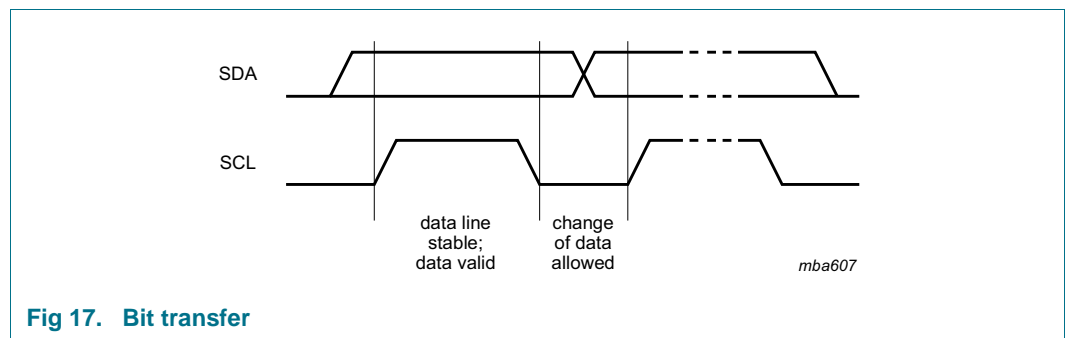 SDA
SCL
data line
stable;
data valid
change
of data
allowed
mba607
Fig 17. Bit transfer